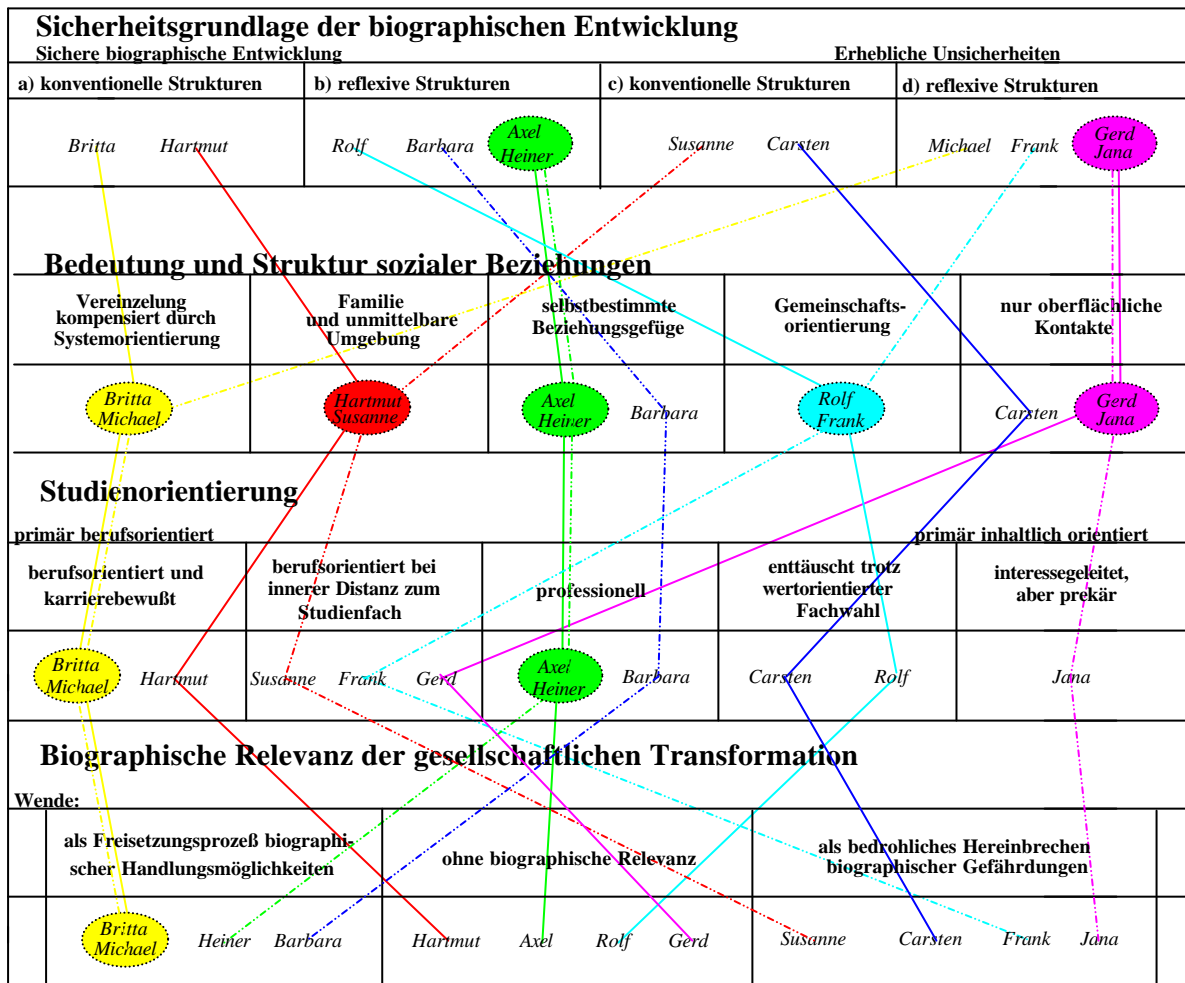 Sicherheitsgrundlage der biographischen Entwicklung
Sichere biographische Entwicklung
Erhebliche Unsicherheiten
a) konventionelle Strukturen
b) reflexive Strukturen
c) konventionelle Strukturen
d) reflexive Strukturen
Britta
Hartmut
Rolf
Barbara
Axel
Heiner
Susanne
Carsten
Michael
Frank
Gerd
Jana
Bedeutung und Struktur sozialer Beziehungen
Vereinzelung
kompensiert durch
Systemorientierung
Familie
und unmittelbare
Umgebung
selbstbestimmte
Beziehungsgefüge
Gemeinschafts-
orientierung
nur oberflächliche
Kontakte
Britta
Michael
Hartmut
Susanne
Axel
Heiner
Barbara
Rolf
Frank
Carsten
Gerd
Jana
Studienorientierung
primär berufsorientiert
primär inhaltlich orientiert
berufsorientiert und
karrierebewußt
berufsorientiert bei
innerer Distanz zum
Studienfach
professionell
enttäuscht trotz
wertorientierter
Fachwahl
interessegeleitet,
aber prekär
Britta
Michael
Hartmut
Susanne
Frank
Gerd
Axel
Heiner
Barbara
Carsten
Rolf
Jana
Biographische Relevanz der gesellschaftlichen Transformation
Wende:
als Freisetzungsprozeß biographi-
scher Handlungsmöglichkeiten
ohne biographische Relevanz
als bedrohliches Hereinbrechen
biographischer Gefährdungen
Britta
Michael
Heiner
Barbara
Hartmut
Axel
Rolf
Gerd
Susanne
Carsten
Frank
Jana